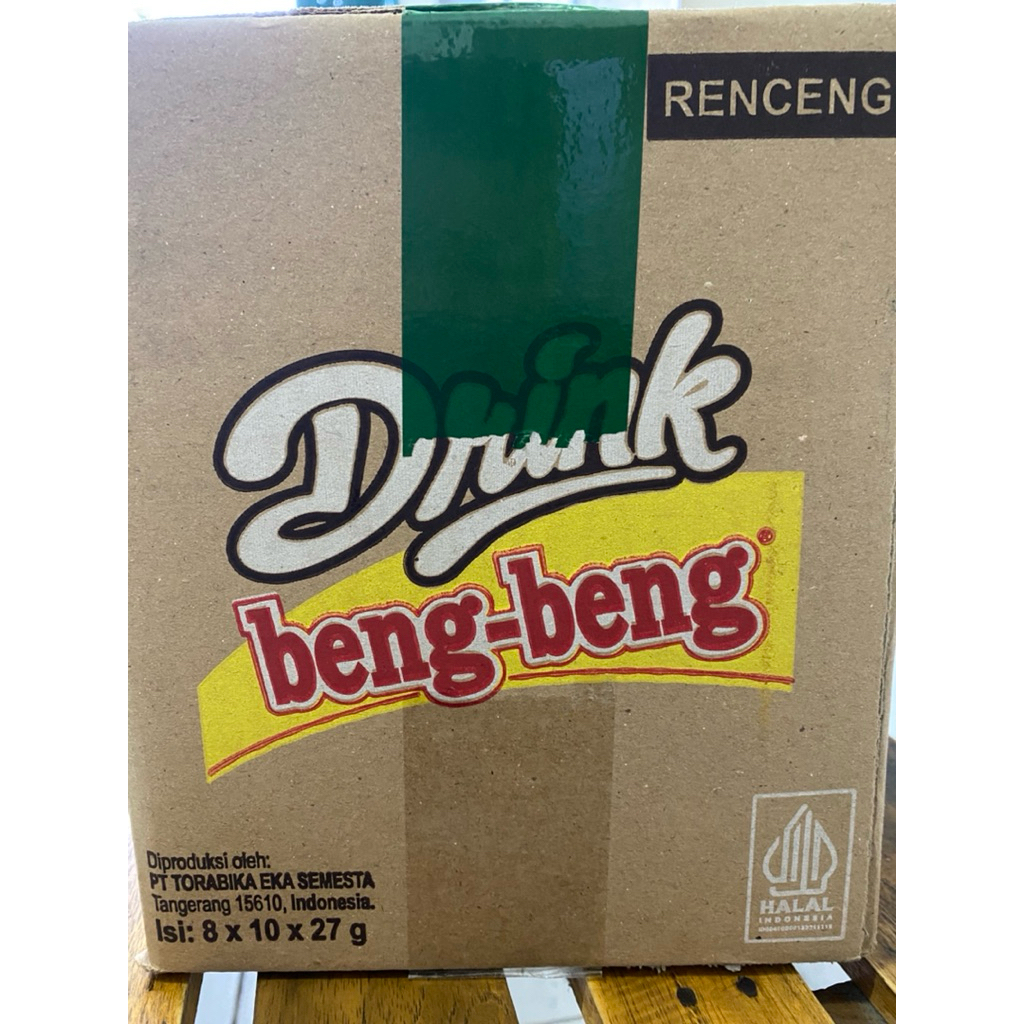 RENCENG
Drink
beng-beng®
Diproduksi oleh:
PT TORABIKA EKA SEMESTA
Tangerang 15610, Indonesia.
Isi: 8 x 10 x 27 g
HALAL
INDONESIA